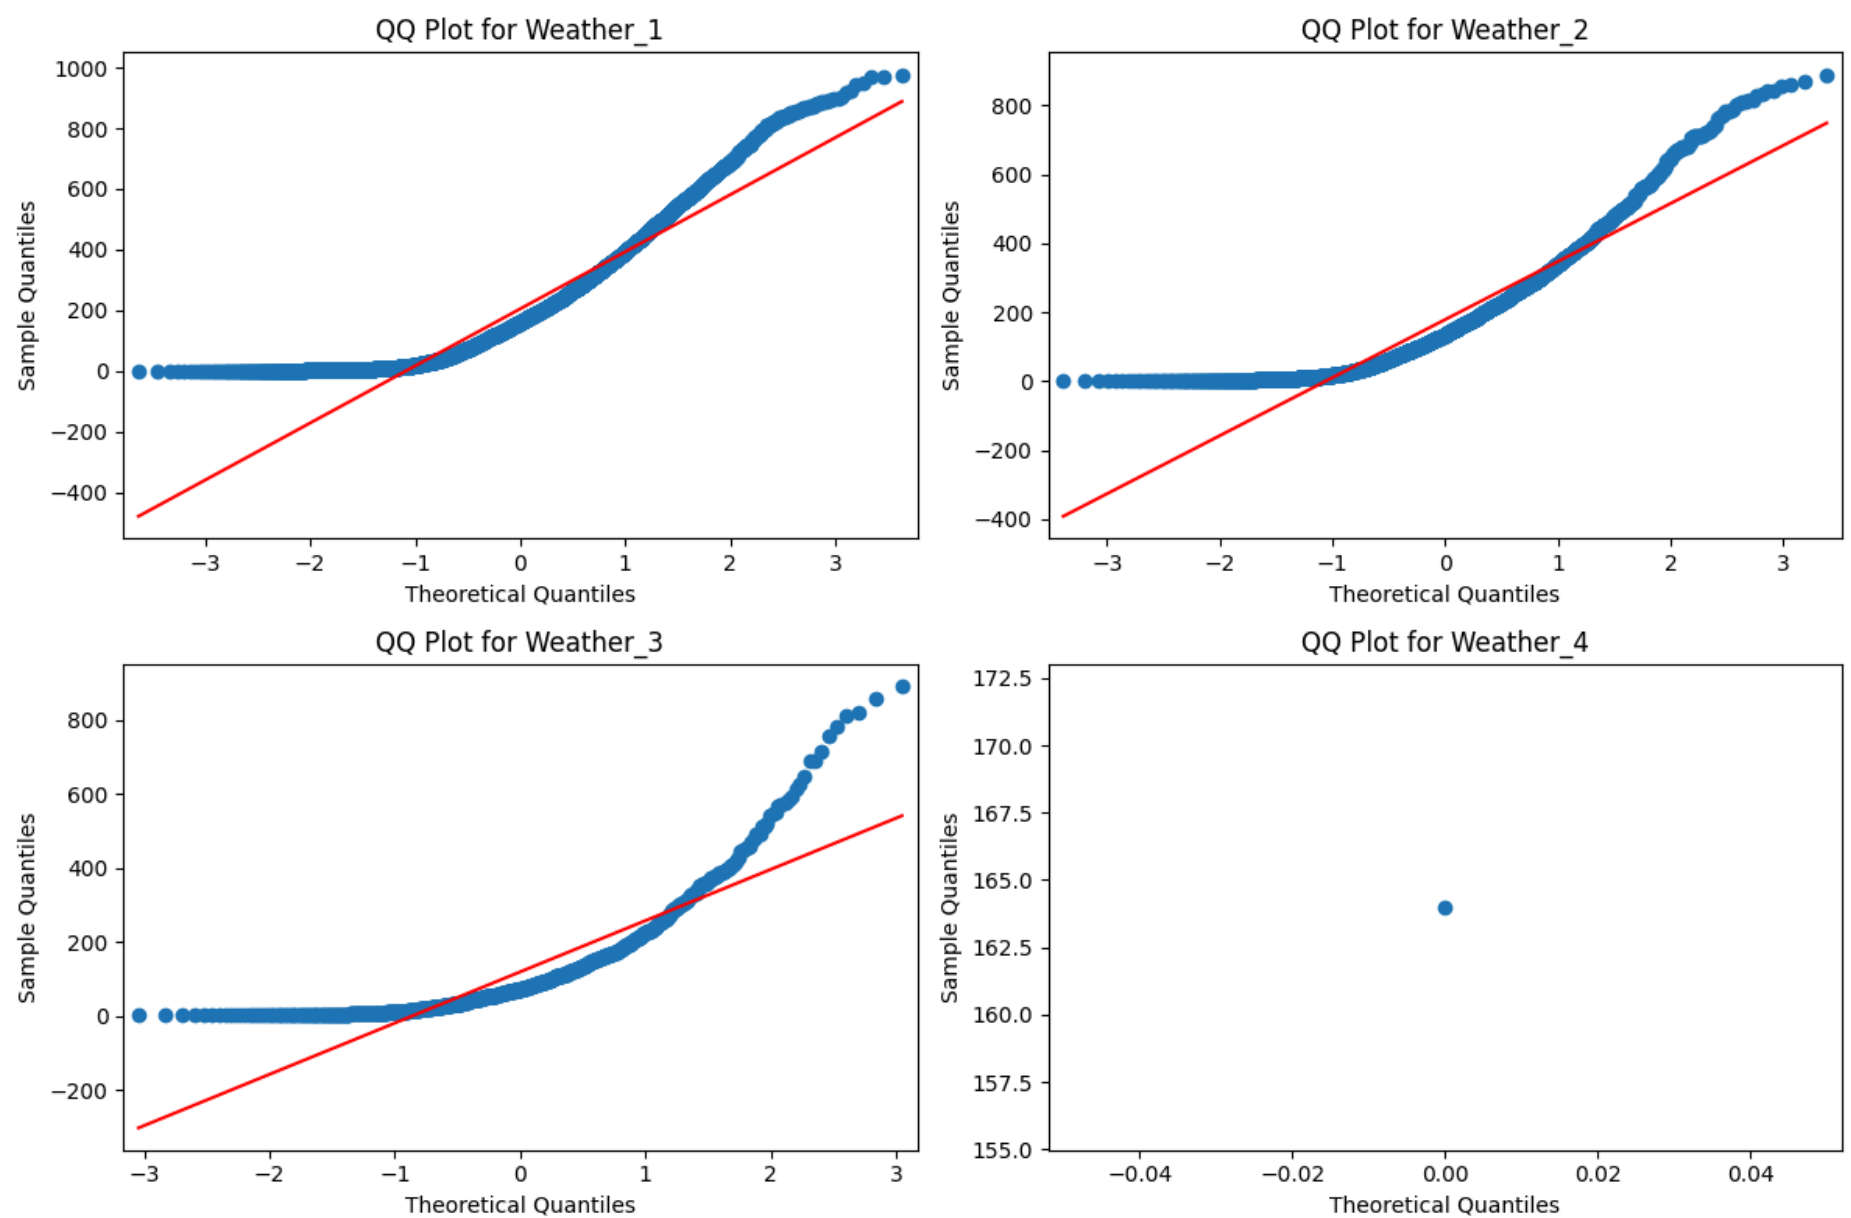 QQ Plot for Weather_1
1000
800
600
400
200
0
−200
−400
Sample Quantiles
−3 −2 −1 0 1 2 3
Theoretical Quantiles
QQ Plot for Weather_2
800
600
400
200
0
−200
−400
Sample Quantiles
−3 −2 −1 0 1 2 3
Theoretical Quantiles
QQ Plot for Weather_3
800
600
400
200
0
−200
Sample Quantiles
−3 −2 −1 0 1 2 3
Theoretical Quantiles
QQ Plot for Weather_4
172.5
170.0
167.5
165.0
162.5
160.0
157.5
155.0
Sample Quantiles
−0.04 −0.02 0.00 0.02 0.04
Theoretical Quantiles